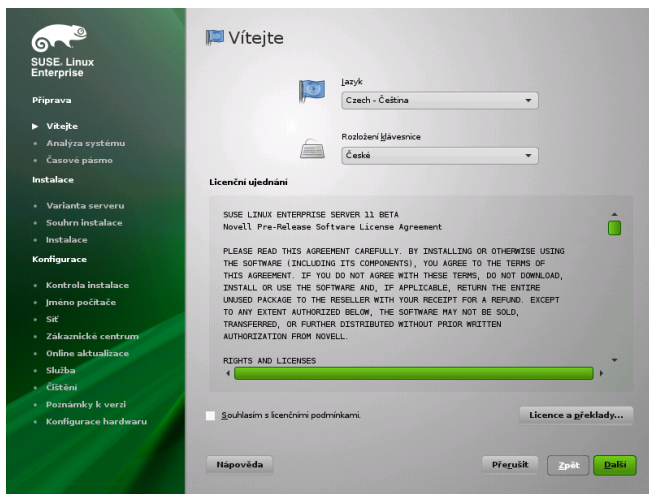 SUSE. Linux
Enterprise
Příprava
Vítejte
Analýza systému
Časové pásmo
Instalace
Varianta serveru
Souhrn instalace
Instalace
Konfigurace
Kontrola instalace
Jméno počítače
Síť
Zákaznické centrum
Online aktualizace
Služba
Čištění
Poznámky k verzi
Konfigurace hardwaru
Vítejte
Jazyk
Czech - Čeština
Rozložení klávesnice
České
Licenční ujednání
SUSE LINUX ENTERPRISE SERVER 11 BETA
Novell Pre-Release Software License Agreement
PLEASE READ THIS AGREEMENT CAREFULLY. BY INSTALLING OR OTHERWISE USING
THE SOFTWARE (INCLUDING ITS COMPONENTS), YOU AGREE TO THE TERMS OF
THIS AGREEMENT. IF YOU DO NOT AGREE WITH THESE TERMS, DO NOT DOWNLOAD,
INSTALL OR USE THE SOFTWARE AND, IF APPLICABLE, RETURN THE ENTIRE
UNUSED PACKAGE TO THE RESELLER WITH YOUR RECEIPT FOR A REFUND. EXCEPT
TO ANY EXTENT AUTHORIZED BELOW, THE SOFTWARE MAY NOT BE SOLD,
TRANSFERRED, OR FURTHER DISTRIBUTED WITHOUT PRIOR WRITTEN
AUTHORIZATION FROM NOVELL.
RIGHTS AND LICENSES
Souhlasím s licenčními podmínkami.
Licence a překlady...
Nápověda
Přerušit
Zpět
Další